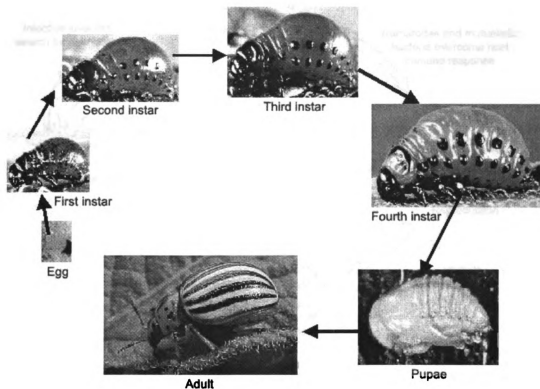 Second instar
Third instar
First instar
Fourth instar
Egg
Pupae
Adult